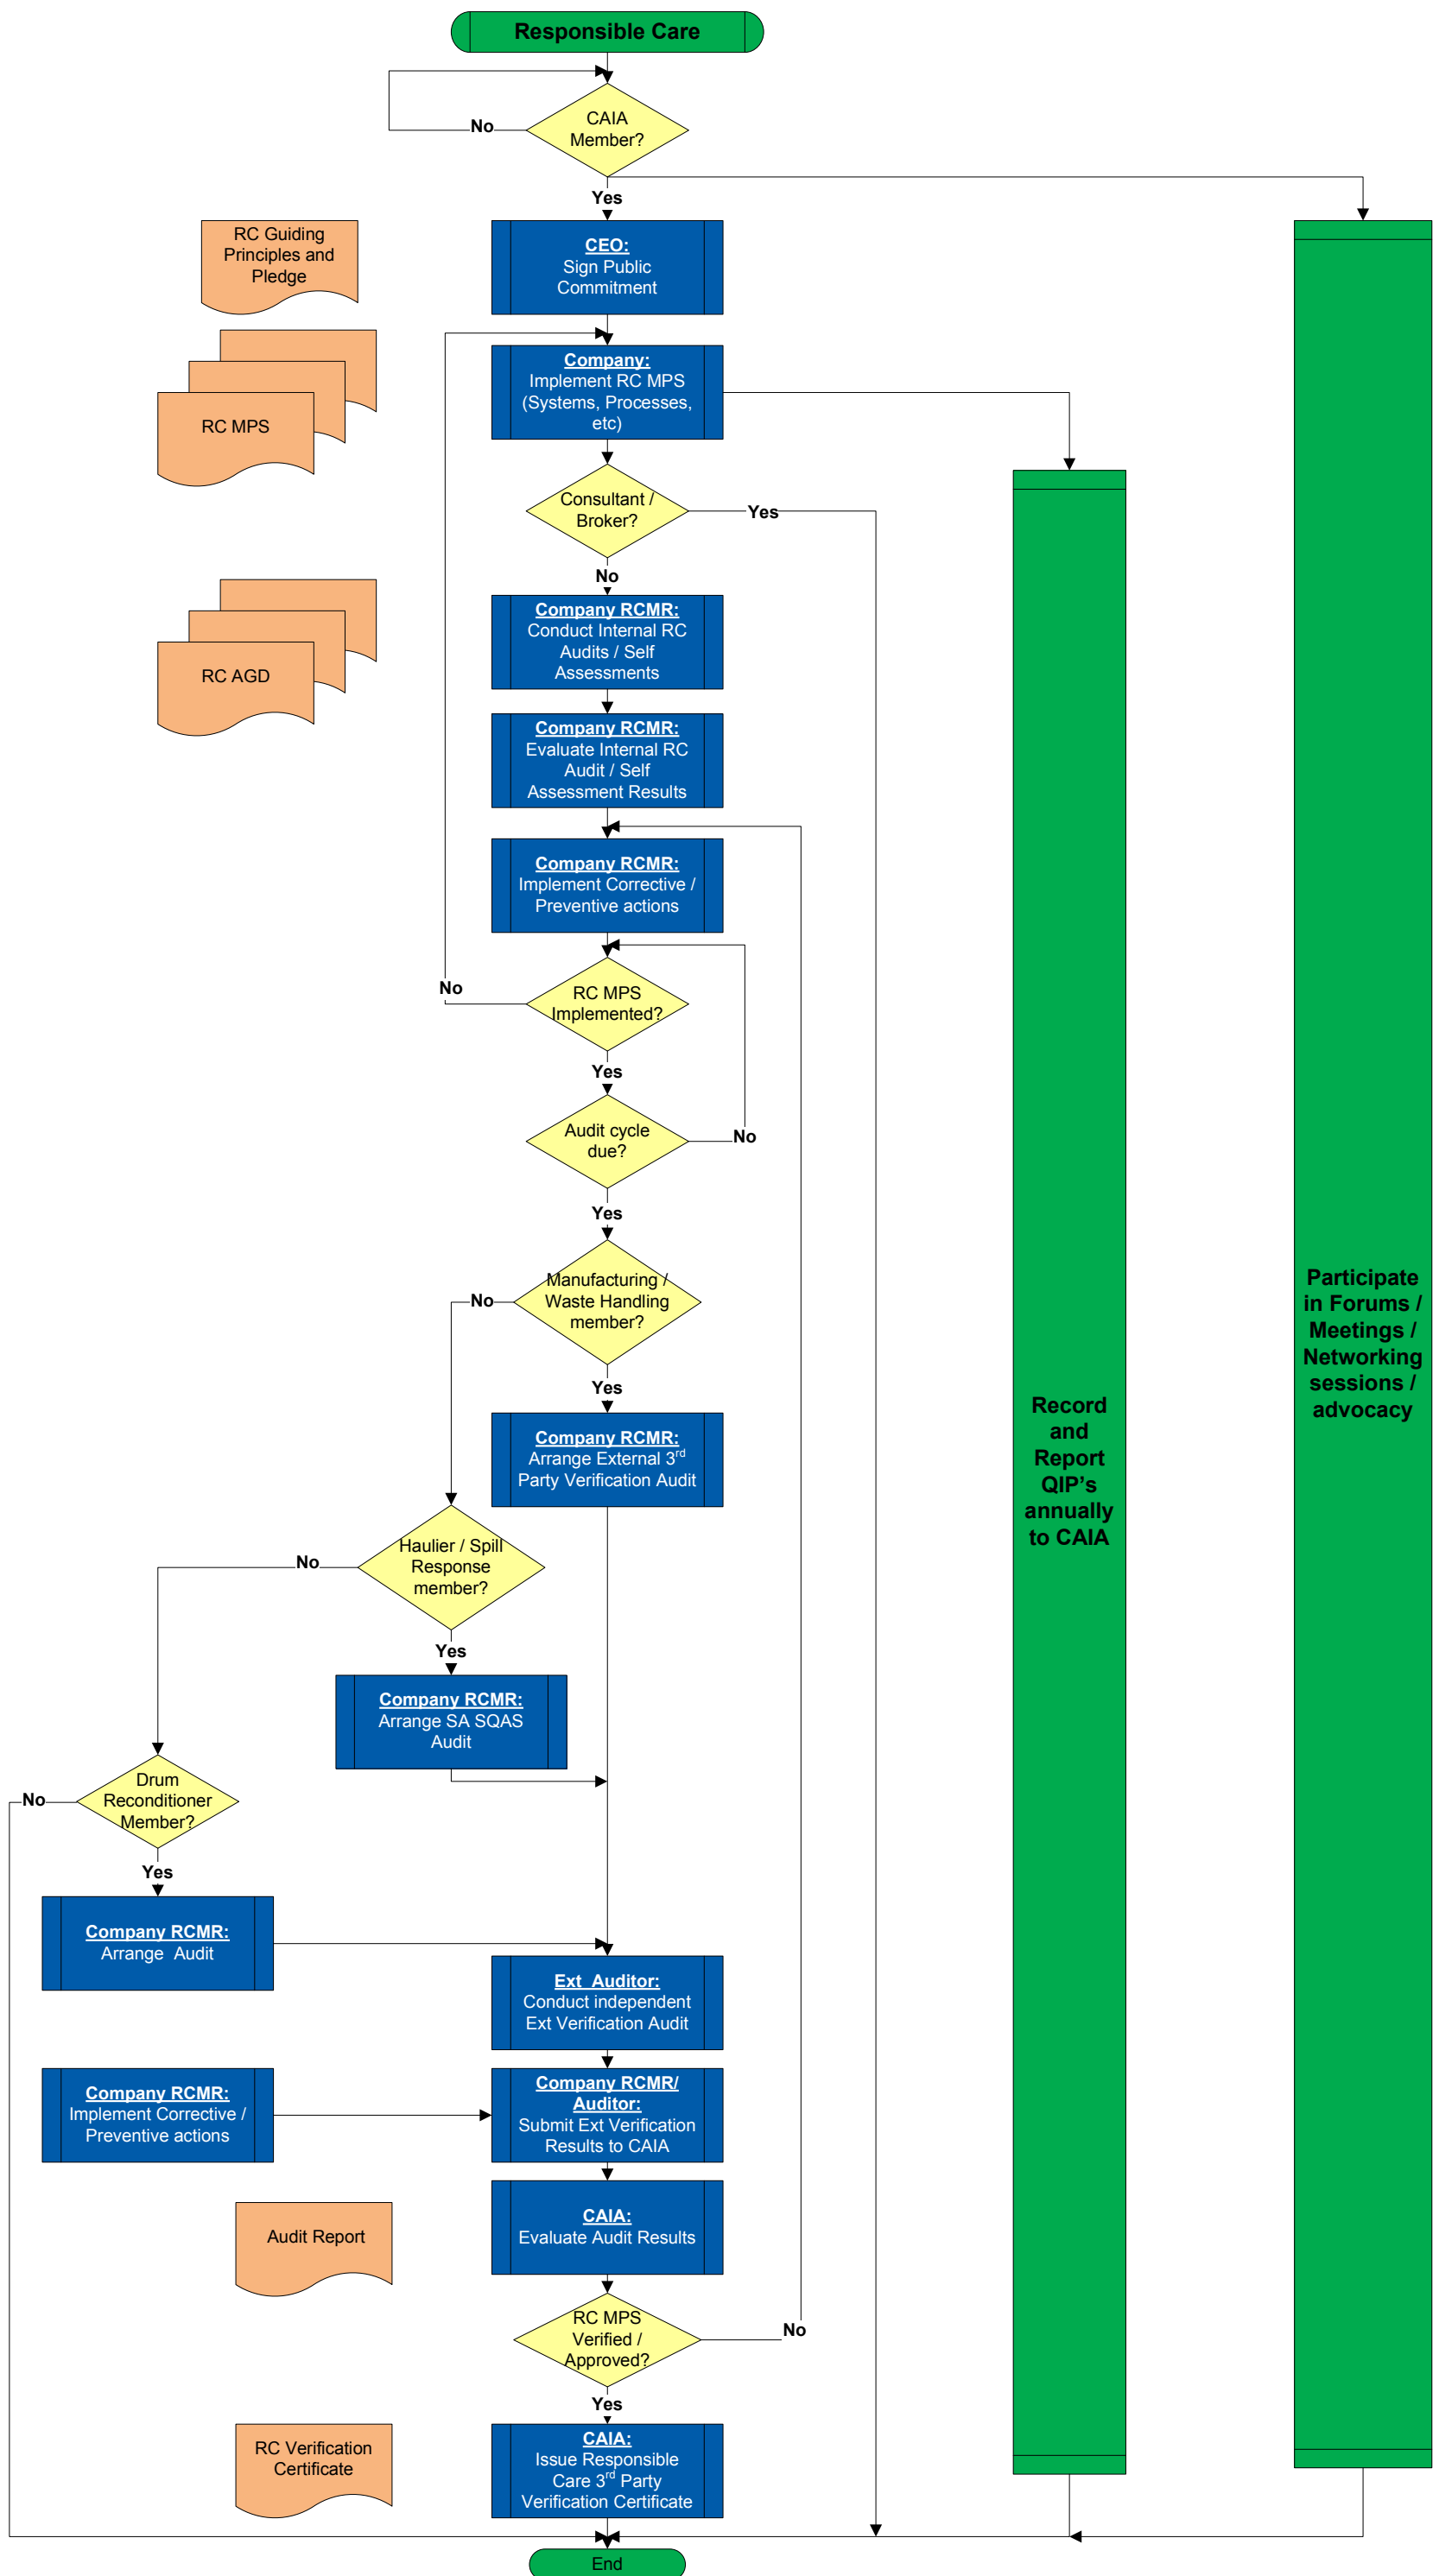 Responsible Care
CAIA
Member?
No
Yes
RC Guiding
Principles and
Pledge
CEO:
Sign Public
Commitment
RC MPS
Company:
Implement RC MPS
(Systems, Processes,
etc)
Consultant /
Broker?
Yes
No
RC AGD
Company RCMR:
Conduct Internal RC
Audits / Self
Assessments
Company RCMR:
Evaluate Internal RC
Audit / Self
Assessment Results
Company RCMR:
Implement Corrective /
Preventive actions
No
RC MPS
Implemented?
Yes
Audit cycle
due?
No
Yes
Manufacturing /
Waste Handling
member?
No
Yes
Company RCMR:
Arrange External 3rd
Party Verification Audit
Record
and
Report
QIP's
annually
to CAIA
Participate
in Forums /
Meetings /
Networking
sessions /
advocacy
Haulier / Spill
Response
member?
No
Yes
Company RCMR:
Arrange SA SQAS
Audit
Drum
Reconditioner
Member?
No
Yes
Company RCMR:
Arrange Audit
Ext Auditor:
Conduct independent
Ext Verification Audit
Company RCMR:
Implement Corrective /
Preventive actions
Company RCMR/
Auditor:
Submit Ext Verification
Results to CAIA
Audit Report
CAIA:
Evaluate Audit Results
RC MPS
Verified /
Approved?
No
Yes
RC Verification
Certificate
CAIA:
Issue Responsible
Care 3rd Party
Verification Certificate
End